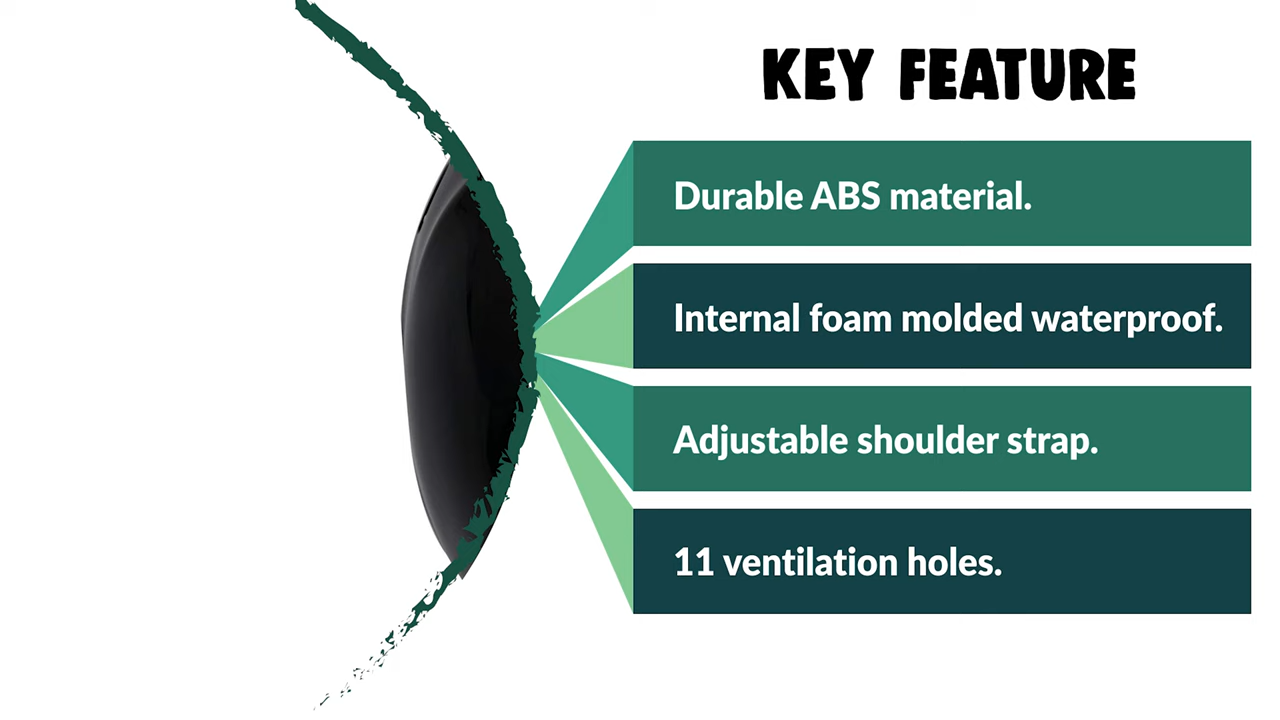 KEY FEATURE
Durable ABS material.
Internal foam molded waterproof.
Adjustable shoulder strap.
11 ventilation holes.